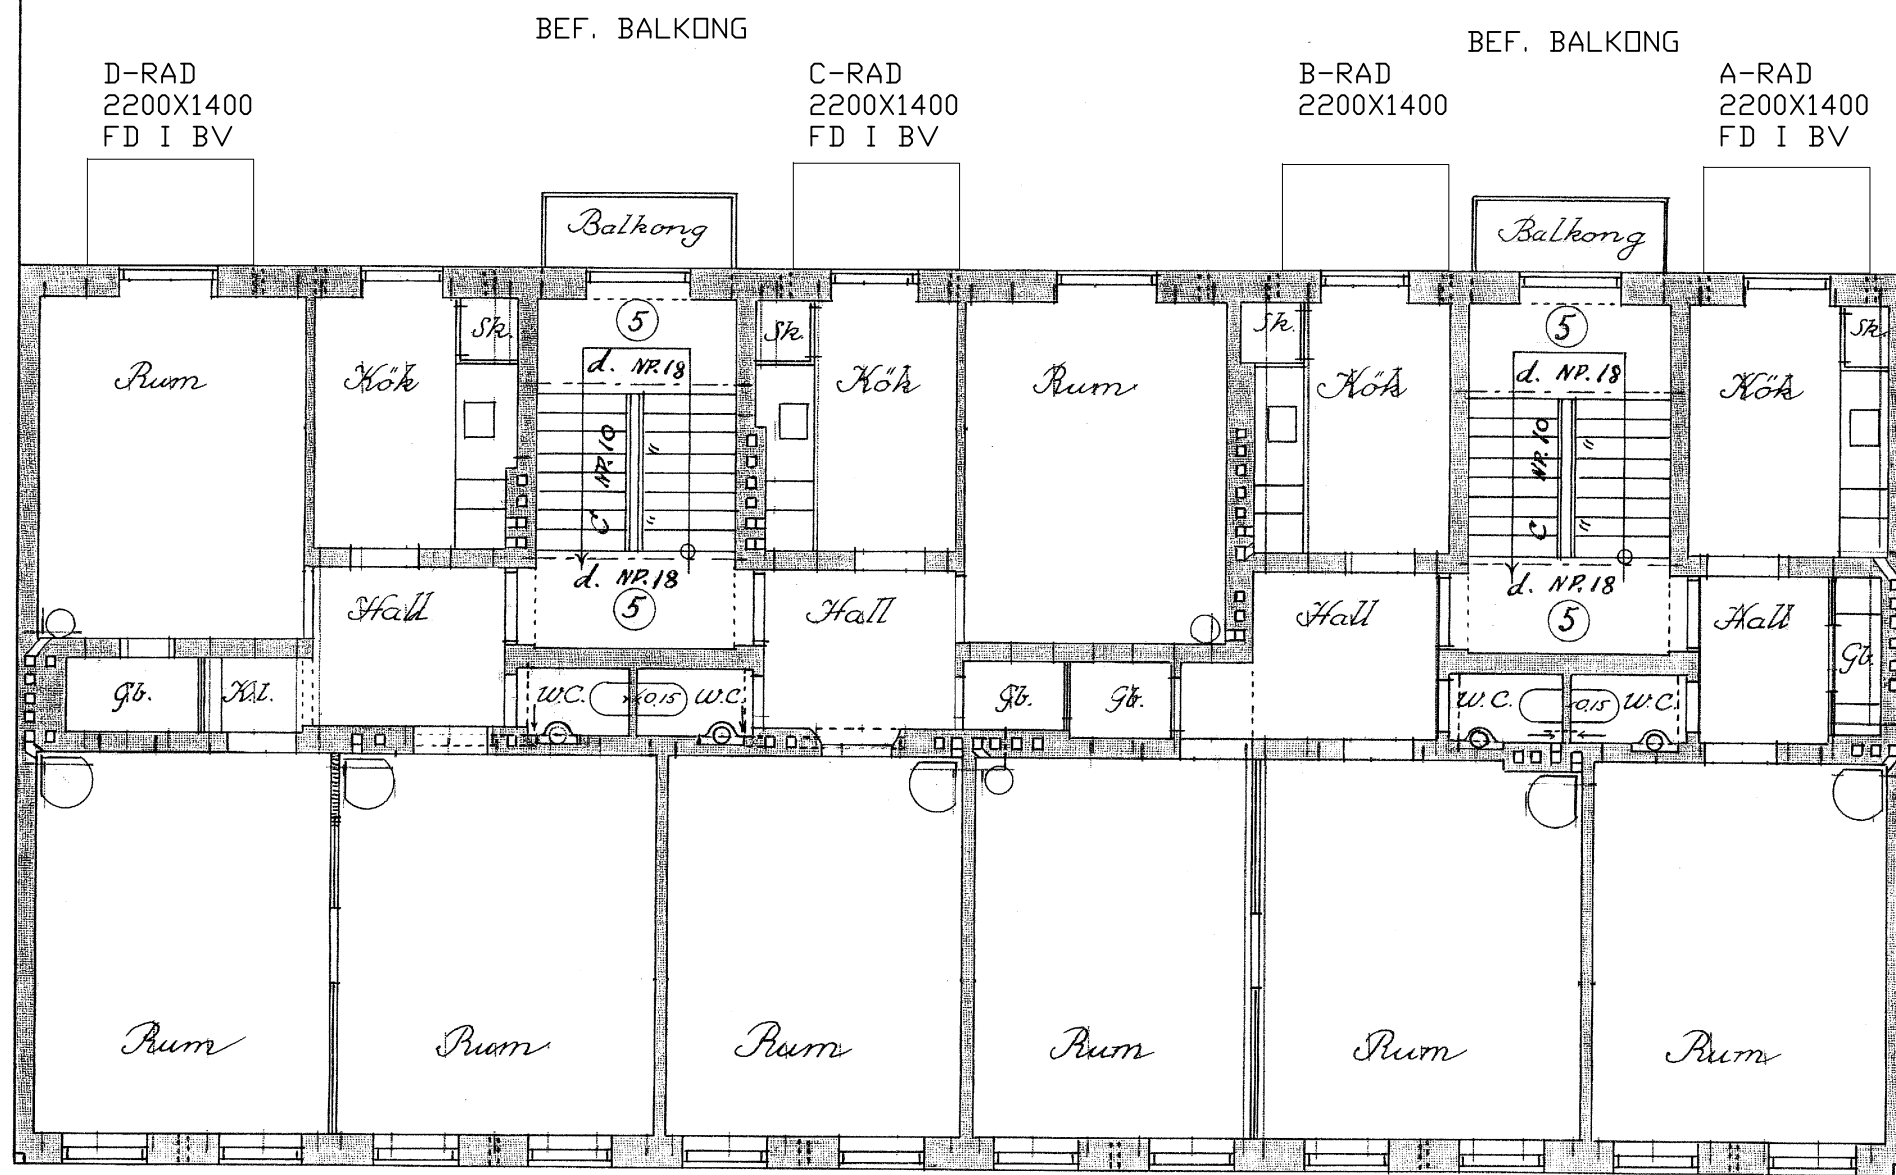 BEF. BALKONG
BEF. BALKONG
D-RAD
2200X1400
FD I BV
C-RAD
2200X1400
FD I BV
B-RAD
2200X1400
A-RAD
2200X1400
FD I BV
Balkong
Balkong
Rum
Kök
Sk.
5
d. NP.18
C NP.10
"
"
d. NP.18
5
Sk.
Kök
Rum
Sk.
Kök
5
d. NP.18
C NP.10
"
"
d. NP.18
5
Kök
Sk.
Hall
Hall
Hall
Hall
Gb.
Gb.
Kl.
W.C.
0,15
W.C.
Gb.
Gb.
W.C.
0,15
W.C.
Rum
Rum
Rum
Rum
Rum
Rum